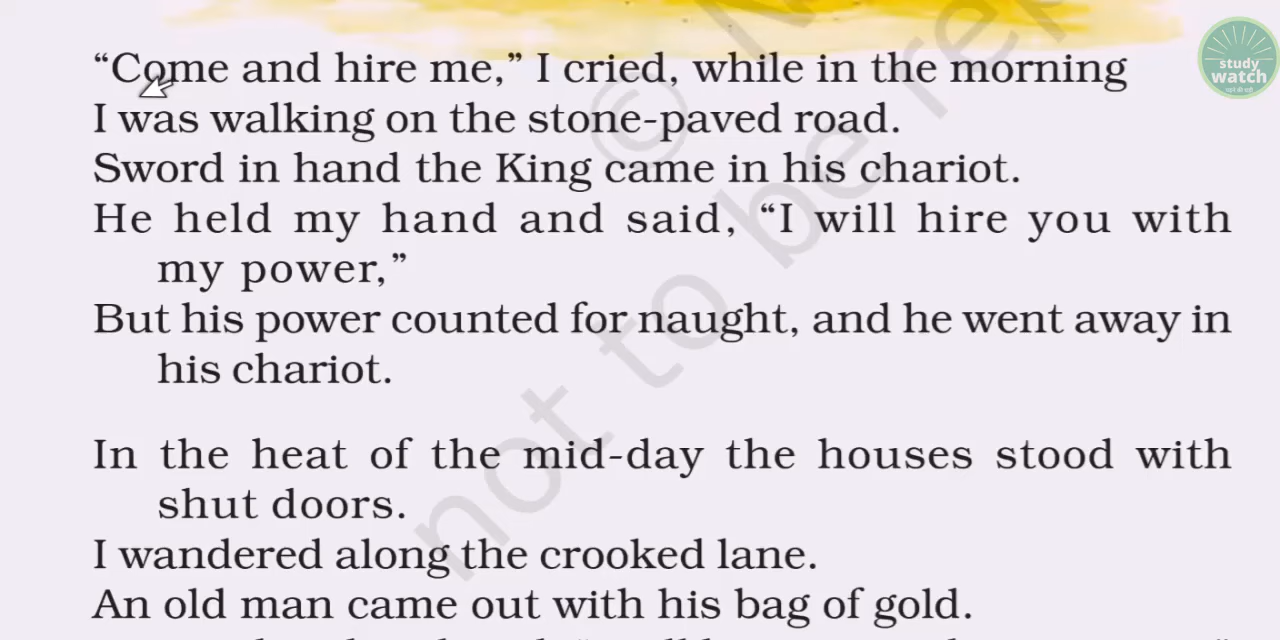 study
watch
"Come and hire me," I cried, while in the morning
I was walking on the stone-paved road.
Sword in hand the King came in his chariot.
He held my hand and said, "I will hire you with
my power,"
But his power counted for naught, and he went away in
his chariot.
In the heat of the mid-day the houses stood with
shut doors.
I wandered along the crooked lane.
An old man came out with his bag of gold.
© N
not to be rep